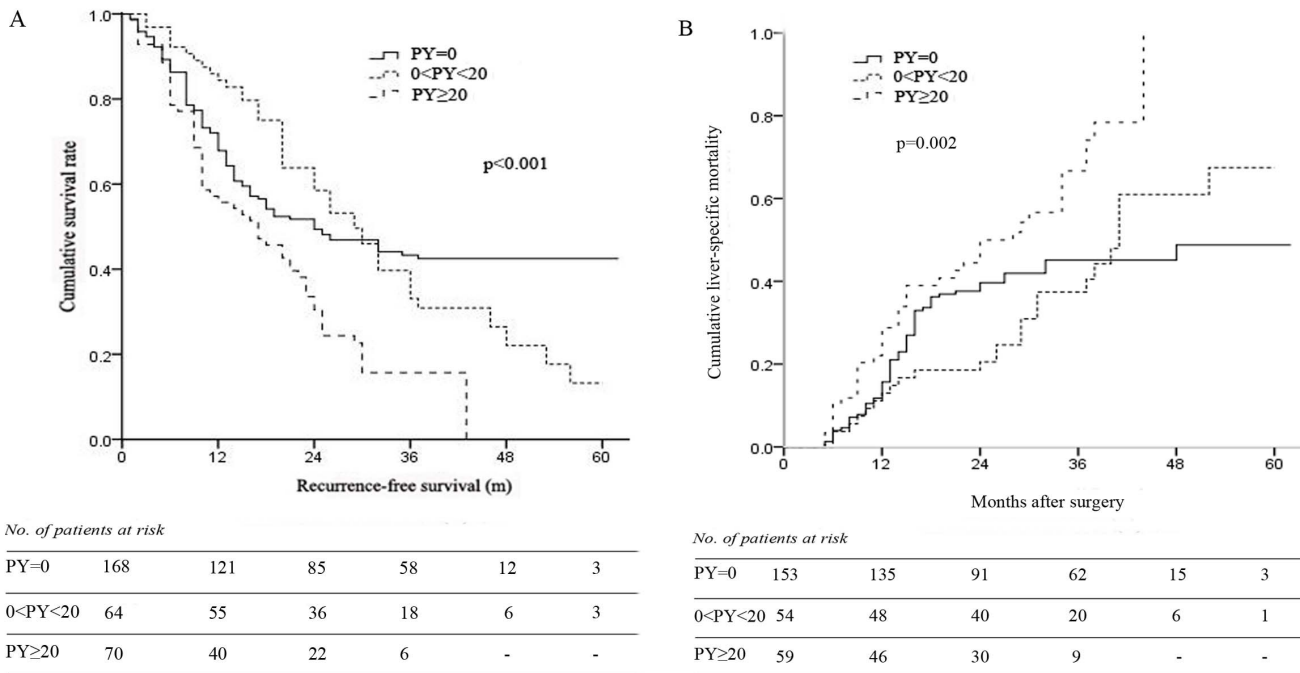 A
Cumulative survival rate
1.0
0.8
0.6
0.4
0.2
0.0
PY=0
0<PY<20
PY≥20
p<0.001
0 12 24 36 48 60
Recurrence-free survival (m)
No. of patients at risk
PY=0 168 121 85 58 12 3
0<PY<20 64 55 36 18 6 3
PY≥20 70 40 22 6 - -
B
Cumulative liver-specific mortality
1.0
0.8
0.6
0.4
0.2
0.0
PY=0
0<PY<20
PY≥20
p=0.002
0 12 24 36 48 60
Months after surgery
No. of patients at risk
PY=0 153 135 91 62 15 3
0<PY<20 54 48 40 20 6 1
PY≥20 59 46 30 9 - -